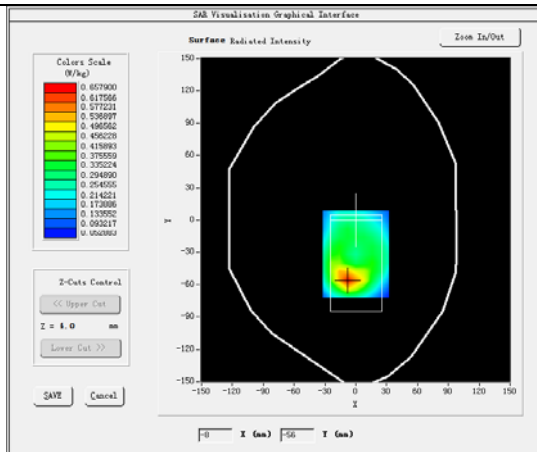 SAR Visualisation Graphical Interface
Surface Radiated Intensity
Zoom In/Out
Colors Scale
(W/kg)
0.657900
0.617566
0.577231
0.536897
0.496562
0.456228
0.415893
0.375559
0.335224
0.294890
0.254555
0.214221
0.173886
0.133552
0.093217
0.052883
Z-Cuts Control
<< Upper Cut
Z = 4.0 mm
Lower Cut >>
SAVE Cancel
150
120
90
60
30
0
-30
-60
-90
-120
-150
Y
-150 -120 -90 -60 -30 0 30 60 90 120 150
X
-8 X (mm) -56 Y (mm)